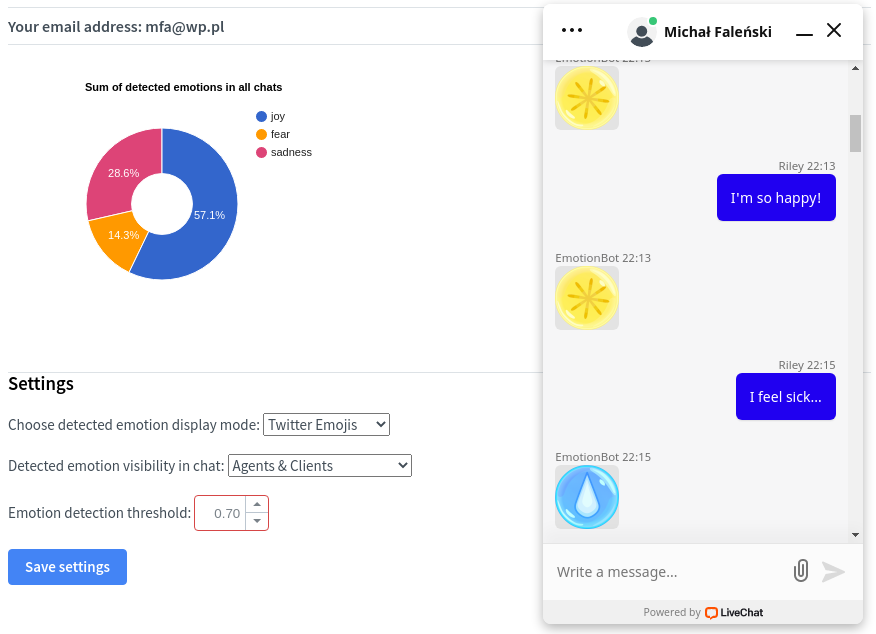 Your email address: mfa@wp.pl
Sum of detected emotions in all chats
joy
fear
sadness
28.6%
57.1%
14.3%
Settings
Choose detected emotion display mode: Twitter Emojis
Detected emotion visibility in chat: Agents & Clients
Emotion detection threshold: 0.70
Save settings
Michał Faleński
EmotionBot 22:13
Riley 22:13
I'm so happy!
EmotionBot 22:13
Riley 22:15
I feel sick...
EmotionBot 22:15
Write a message...
Powered by LiveChat